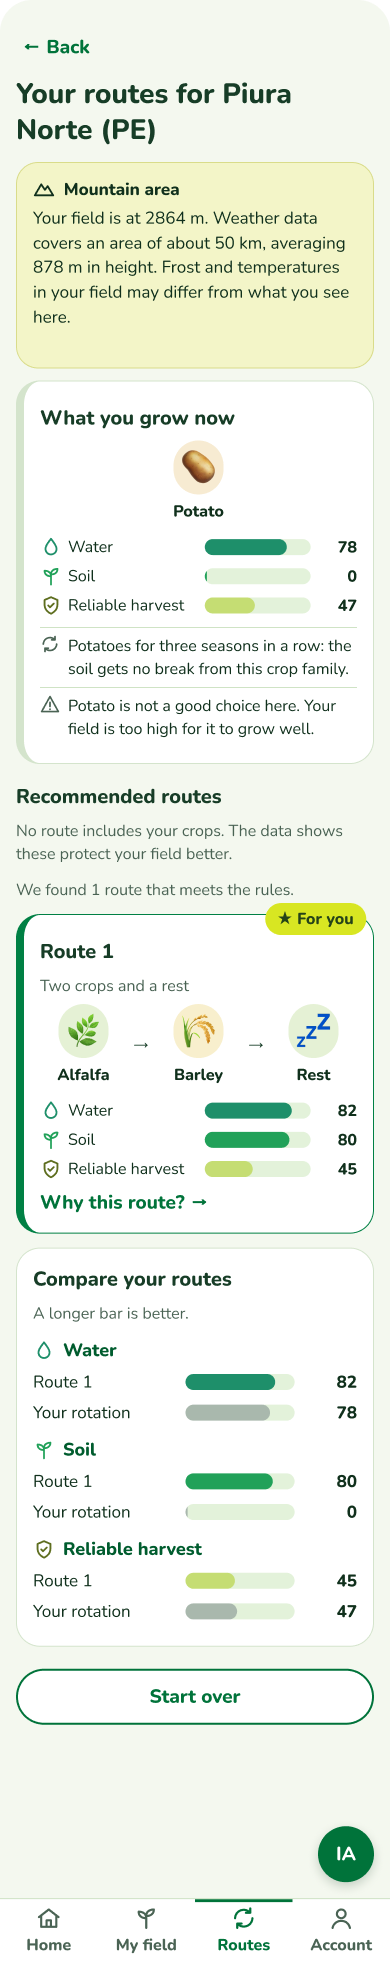 ← Back
Your routes for Piura
Norte (PE)
Mountain area
Your field is at 2864 m. Weather data
covers an area of about 50 km, averaging
878 m in height. Frost and temperatures
in your field may differ from what you see
here.
What you grow now
Potato
Water 78
Soil 0
Reliable harvest 47
Potatoes for three seasons in a row: the
soil gets no break from this crop family.
Potato is not a good choice here. Your
field is too high for it to grow well.
Recommended routes
No route includes your crops. The data shows
these protect your field better.
We found 1 route that meets the rules.
★ For you
Route 1
Two crops and a rest
zzZ
Alfalfa → Barley → Rest
Water 82
Soil 80
Reliable harvest 45
Why this route? →
Compare your routes
A longer bar is better.
Water
Route 1 82
Your rotation 78
Soil
Route 1 80
Your rotation 0
Reliable harvest
Route 1 45
Your rotation 47
Start over
IA
Home My field Routes Account